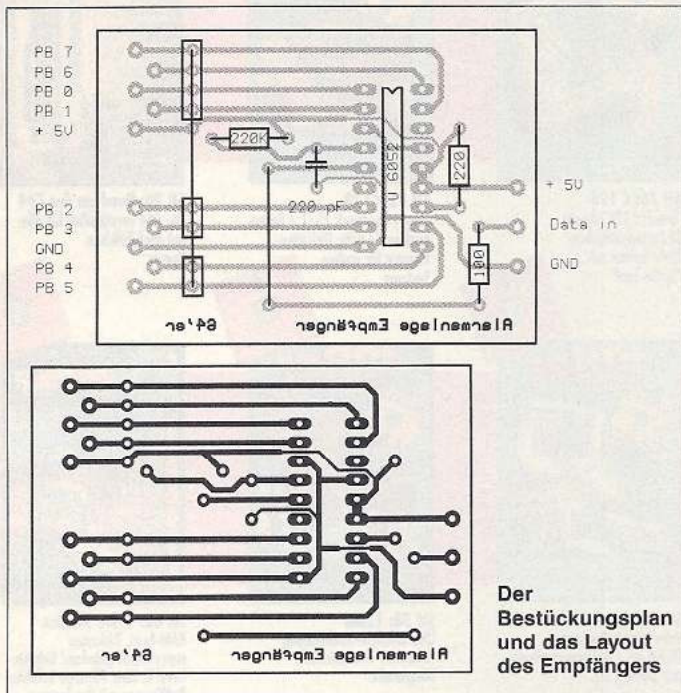 PB 7
PB 6
PB 0
PB 1
+ 5V
PB 2
PB 3
GND
PB 4
PB 5
220K
220 pF
U 6052
220
100
+ 5V
Data in
GND
64'er Alarmanlage Empfänger
64'er Alarmanlage Empfänger
Der
Bestückungsplan
und das Layout
des Empfängers